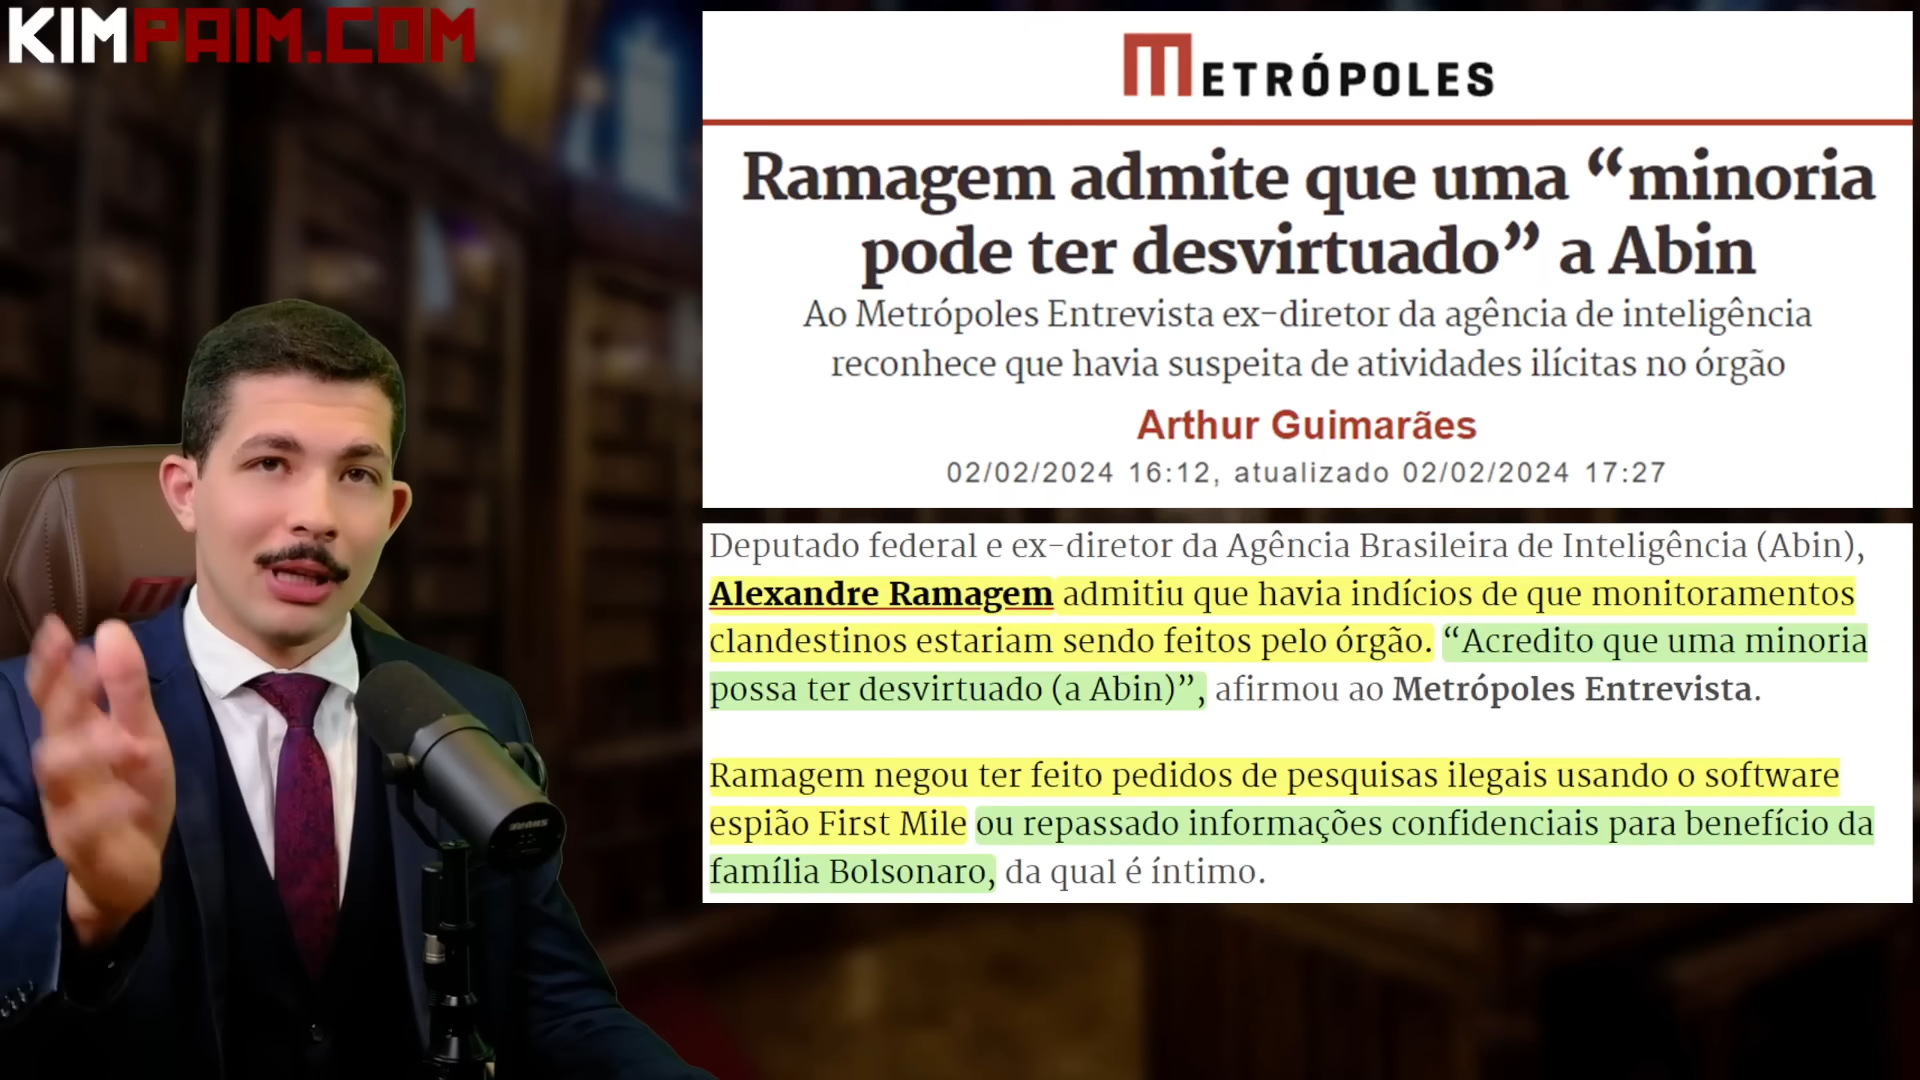 KIMPAIM.COM
METRÓPOLES
Ramagem admite que uma “minoria
pode ter desvirtuado” a Abin
Ao Metrópoles Entrevista ex-diretor da agência de inteligência
reconhece que havia suspeita de atividades ilícitas no órgão
Arthur Guimarães
02/02/2024 16:12, atualizado 02/02/2024 17:27
Deputado federal e ex-diretor da Agência Brasileira de Inteligência (Abin),
Alexandre Ramagem admitiu que havia indícios de que monitoramentos
clandestinos estariam sendo feitos pelo órgão. “Acredito que uma minoria
possa ter desvirtuado (a Abin)”, afirmou ao Metrópoles Entrevista.
Ramagem negou ter feito pedidos de pesquisas ilegais usando o software
espião First Mile ou repassado informações confidenciais para benefício da
família Bolsonaro, da qual é íntimo.